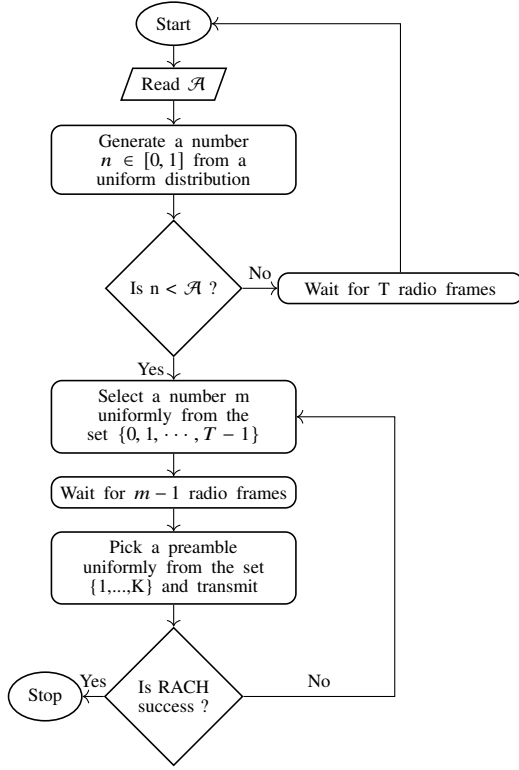 Start
Read 𝒜
Generate a number
n ∈ [0, 1] from a
uniform distribution
Is n < 𝒜 ?
No
Wait for T radio frames
Yes
Select a number m
uniformly from the
set {0, 1, ··· , T − 1}
Wait for m − 1 radio frames
Pick a preamble
uniformly from the set
{1,...,K} and transmit
Is RACH
success ?
Yes
Stop
No